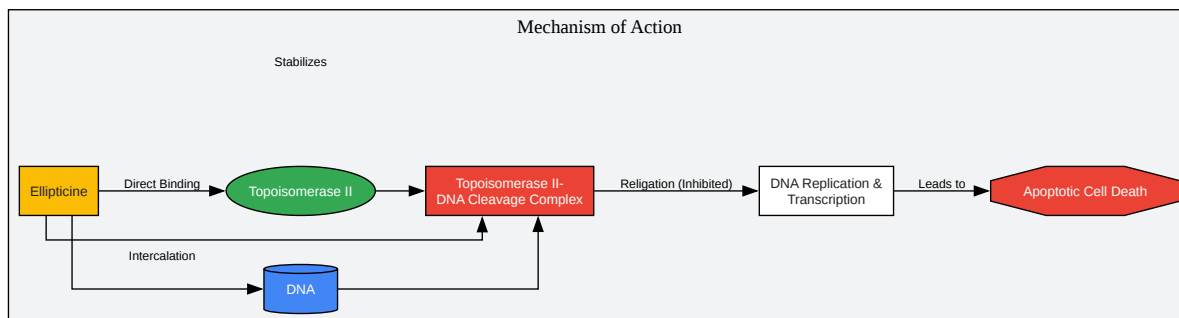 Mechanism of Action
Stabilizes
Ellipticine
Direct Binding
Topoisomerase II
Topoisomerase II-
DNA Cleavage Complex
Religation (Inhibited)
DNA Replication &
Transcription
Leads to
Apoptotic Cell Death
Intercalation
DNA